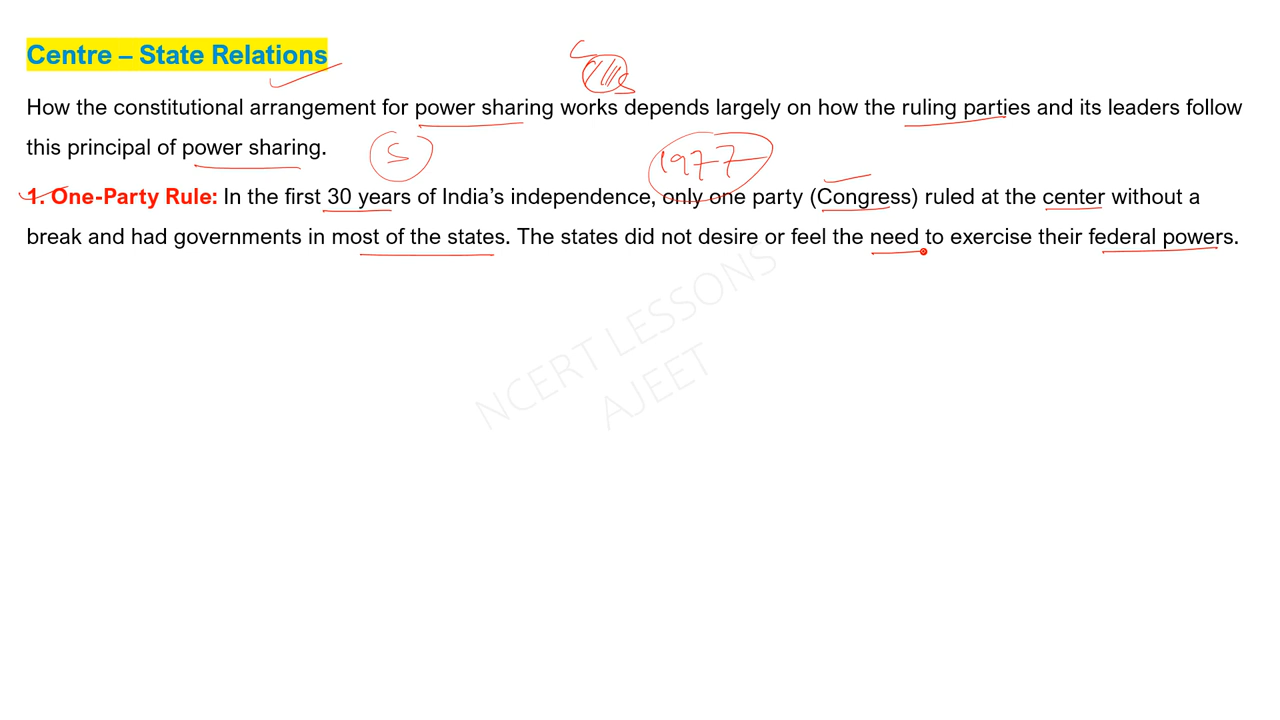 Centre – State Relations
How the constitutional arrangement for power sharing works depends largely on how the ruling parties and its leaders follow
this principal of power sharing.
S
1977
1. One-Party Rule: In the first 30 years of India’s independence, only one party (Congress) ruled at the center without a
break and had governments in most of the states. The states did not desire or feel the need to exercise their federal powers.
NCERT LESSONS
AJEET